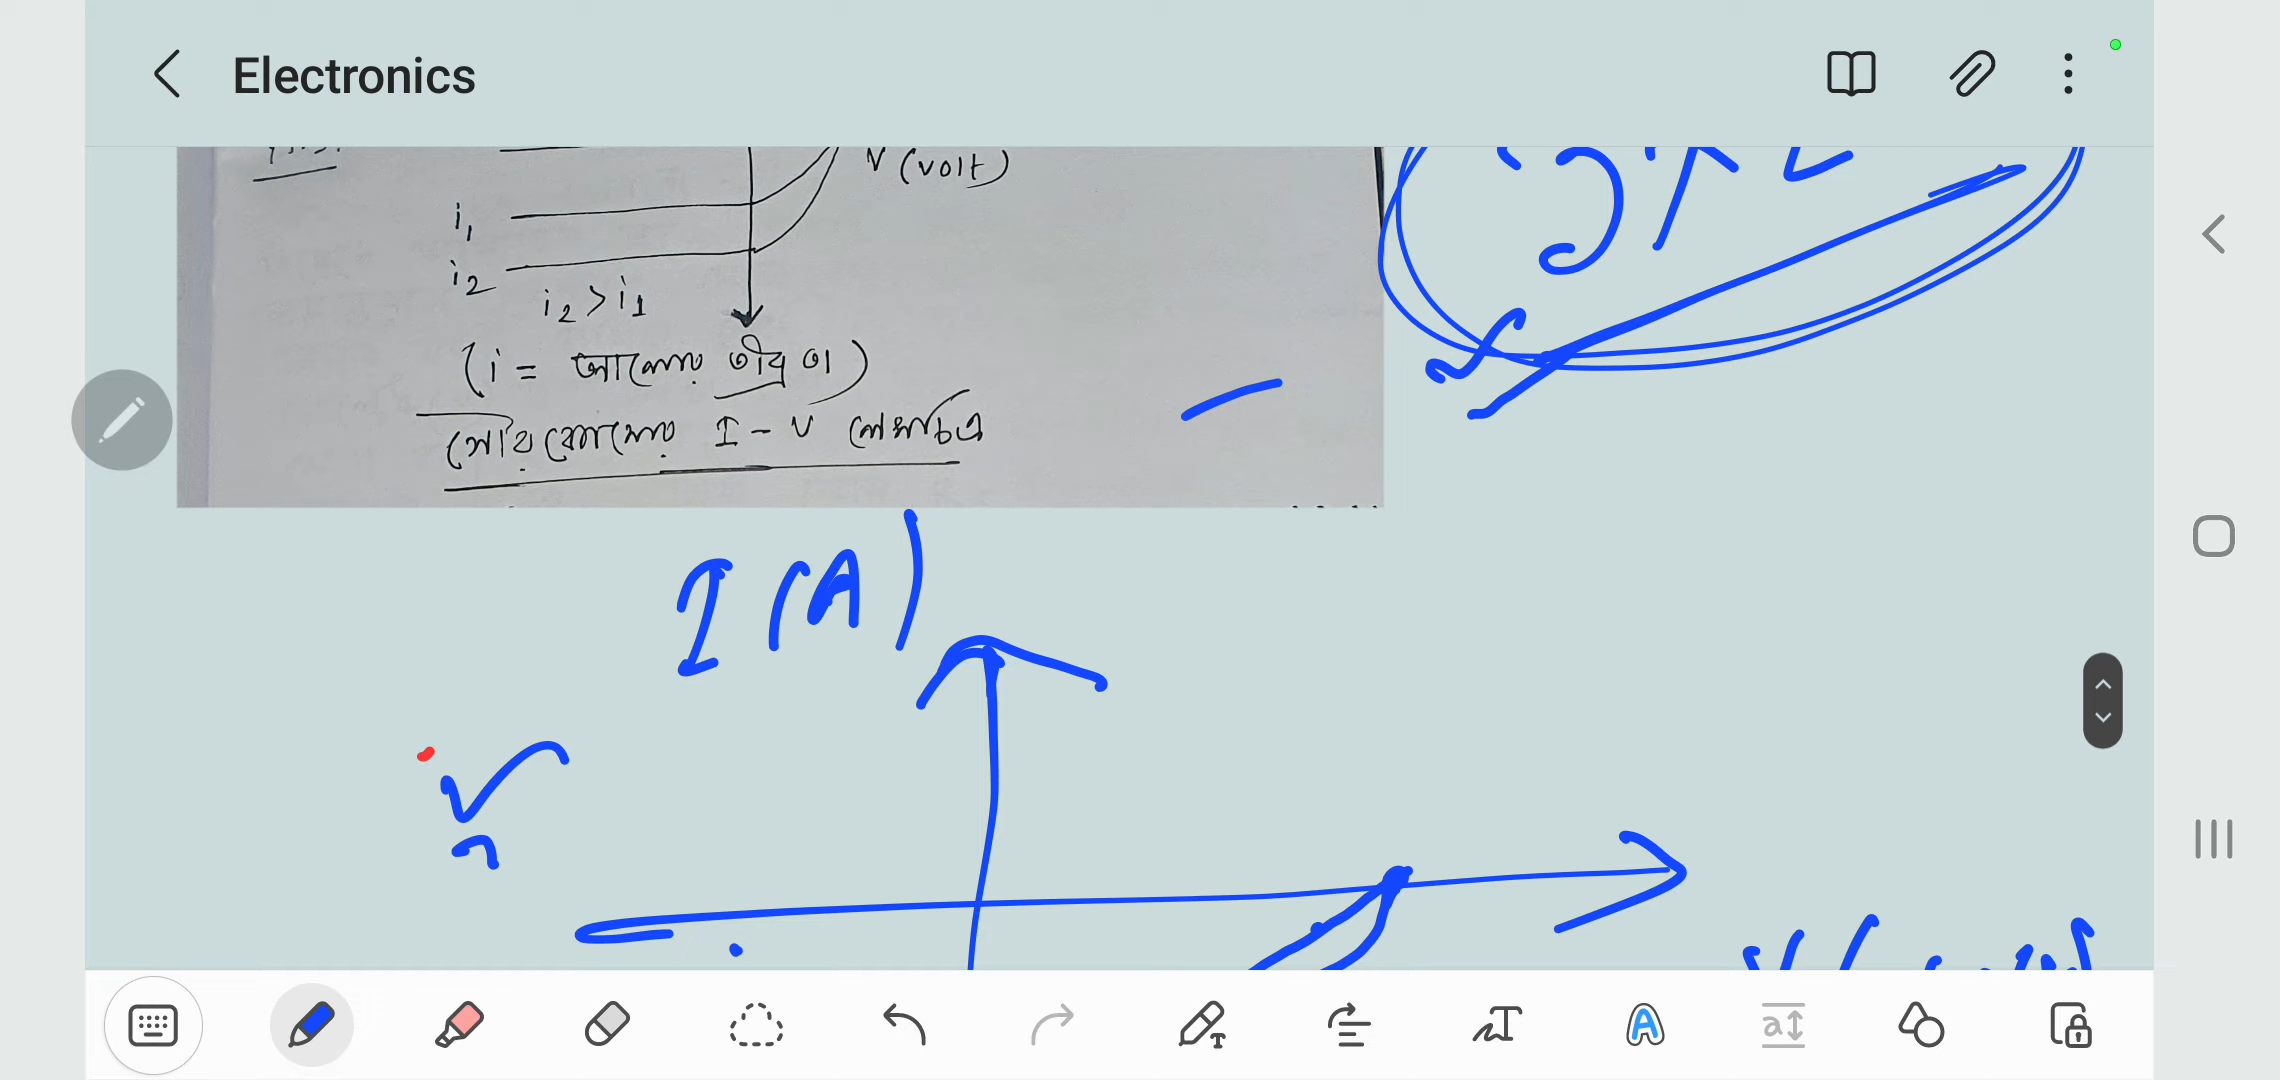 Electronics
V (volt)
i₁
i₂
i₂ > i₁
(i = আলোর তীব্রতা)
সৌর কোষের I - V লেখচিত্র
I (A)